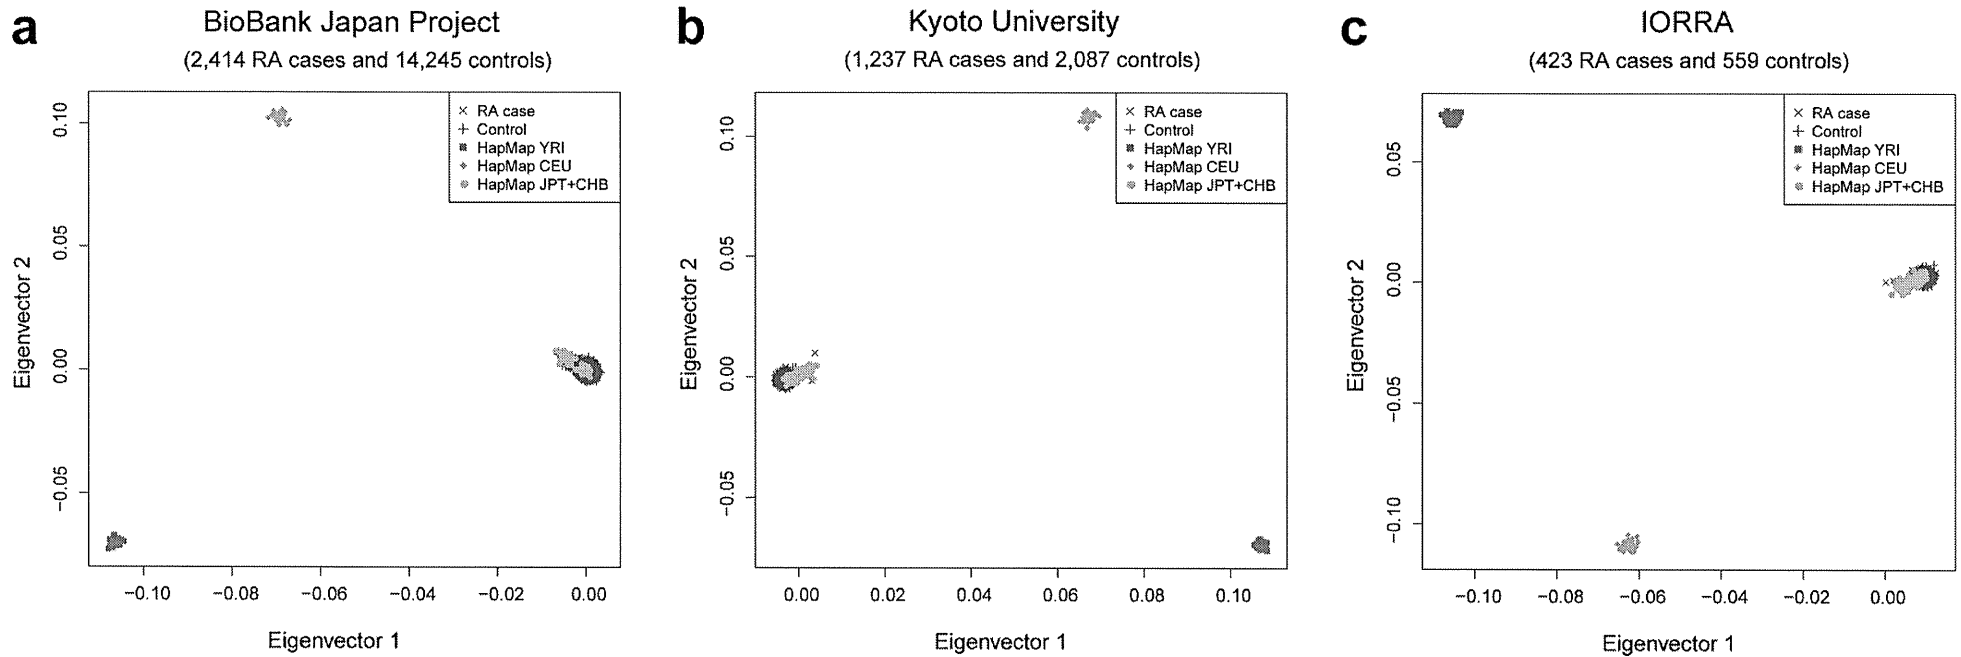 a
BioBank Japan Project
(2,414 RA cases and 14,245 controls)
RA case
Control
HapMap YRI
HapMap CEU
HapMap JPT+CHB
Eigenvector 2
0.10
0.05
0.00
−0.05
−0.10 −0.08 −0.06 −0.04 −0.02 0.00
Eigenvector 1
b
Kyoto University
(1,237 RA cases and 2,087 controls)
RA case
Control
HapMap YRI
HapMap CEU
HapMap JPT+CHB
Eigenvector 2
0.10
0.05
0.00
−0.05
0.00 0.02 0.04 0.06 0.08 0.10
Eigenvector 1
c
IORRA
(423 RA cases and 559 controls)
RA case
Control
HapMap YRI
HapMap CEU
HapMap JPT+CHB
Eigenvector 2
0.05
0.00
−0.05
−0.10
−0.10 −0.08 −0.06 −0.04 −0.02 0.00
Eigenvector 1